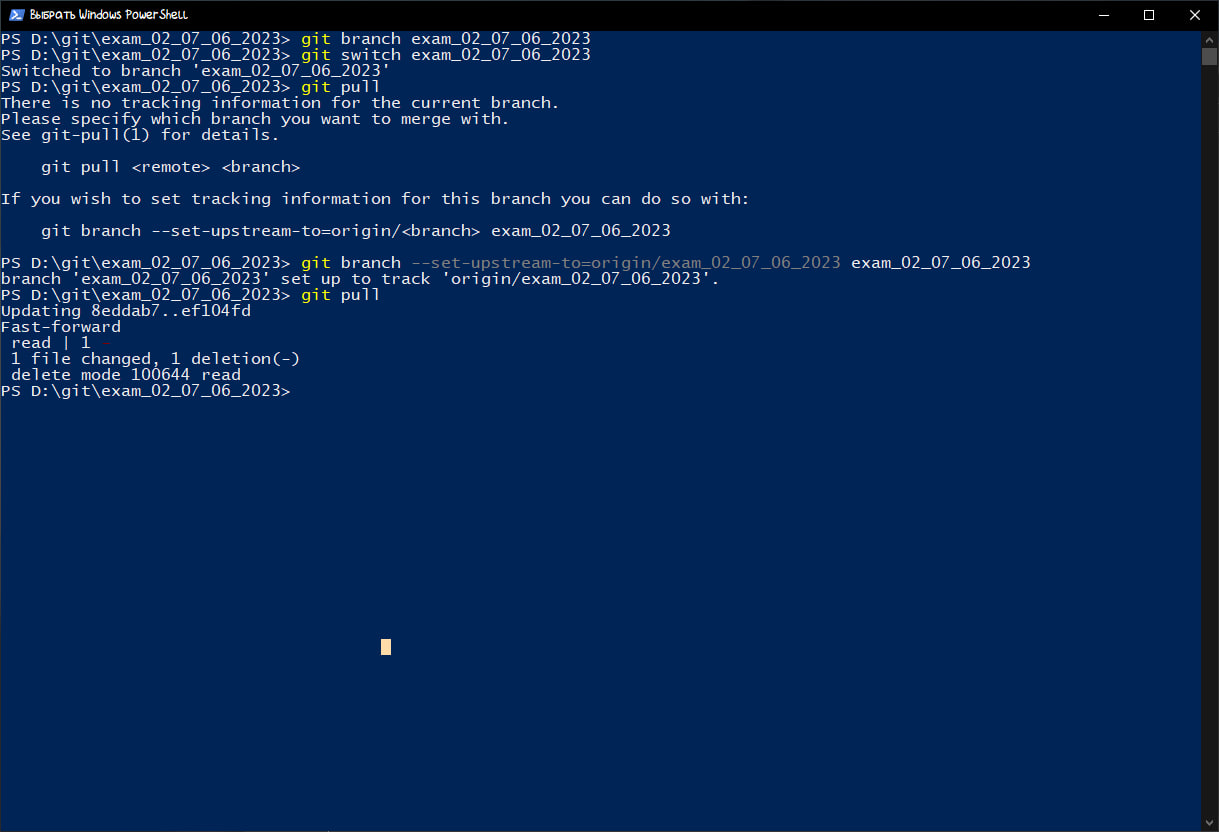 Выбрать Windows PowerShell
PS D:\git\exam_02_07_06_2023> git branch exam_02_07_06_2023
PS D:\git\exam_02_07_06_2023> git switch exam_02_07_06_2023
Switched to branch 'exam_02_07_06_2023'
PS D:\git\exam_02_07_06_2023> git pull
There is no tracking information for the current branch.
Please specify which branch you want to merge with.
See git-pull(1) for details.
git pull <remote> <branch>
If you wish to set tracking information for this branch you can do so with:
git branch --set-upstream-to=origin/<branch> exam_02_07_06_2023
PS D:\git\exam_02_07_06_2023> git branch --set-upstream-to=origin/exam_02_07_06_2023 exam_02_07_06_2023
branch 'exam_02_07_06_2023' set up to track 'origin/exam_02_07_06_2023'.
PS D:\git\exam_02_07_06_2023> git pull
Updating 8eddab7..ef104fd
Fast-forward
read | 1 -
1 file changed, 1 deletion(-)
delete mode 100644 read
PS D:\git\exam_02_07_06_2023>